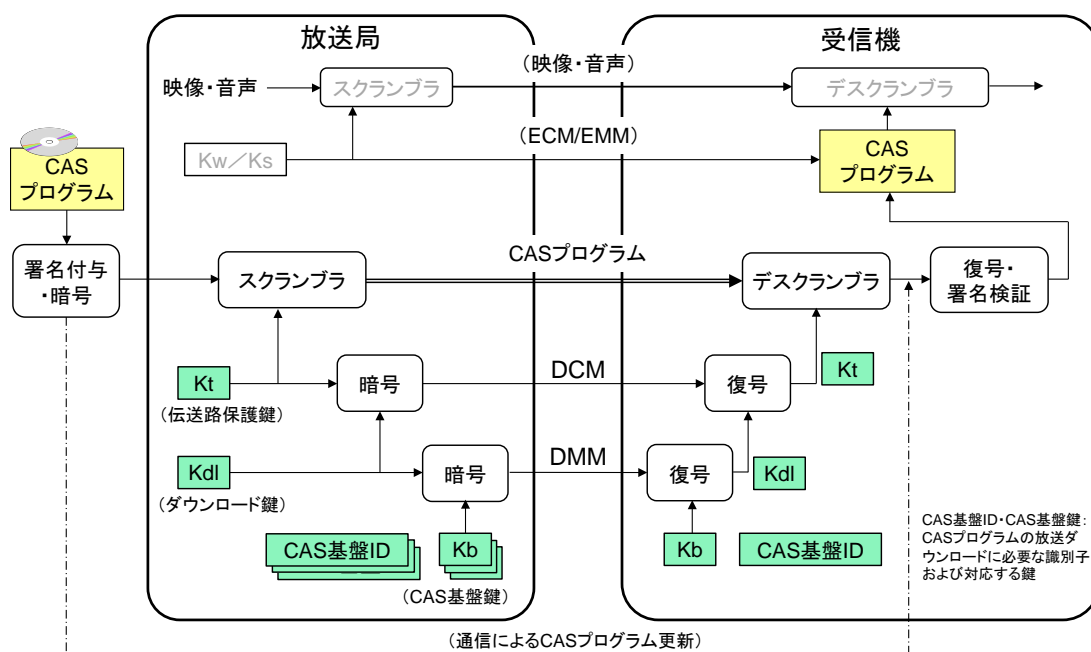 放送局
受信機
映像・音声
スクランブラ
(映像・音声)
デスクランブラ
(ECM/EMM)
Kw/Ks
CAS
プログラム
CAS
プログラム
署名付与
・暗号
スクランブラ
CASプログラム
デスクランブラ
復号・
署名検証
Kt
(伝送路保護鍵)
暗号
DCM
復号
Kt
Kdl
(ダウンロード鍵)
暗号
DMM
復号
Kdl
CAS基盤ID
Kb
(CAS基盤鍵)
Kb
CAS基盤ID
CAS基盤ID・CAS基盤鍵:
CASプログラムの放送ダ
ウンロードに必要な識別子
および対応する鍵
(通信によるCASプログラム更新)